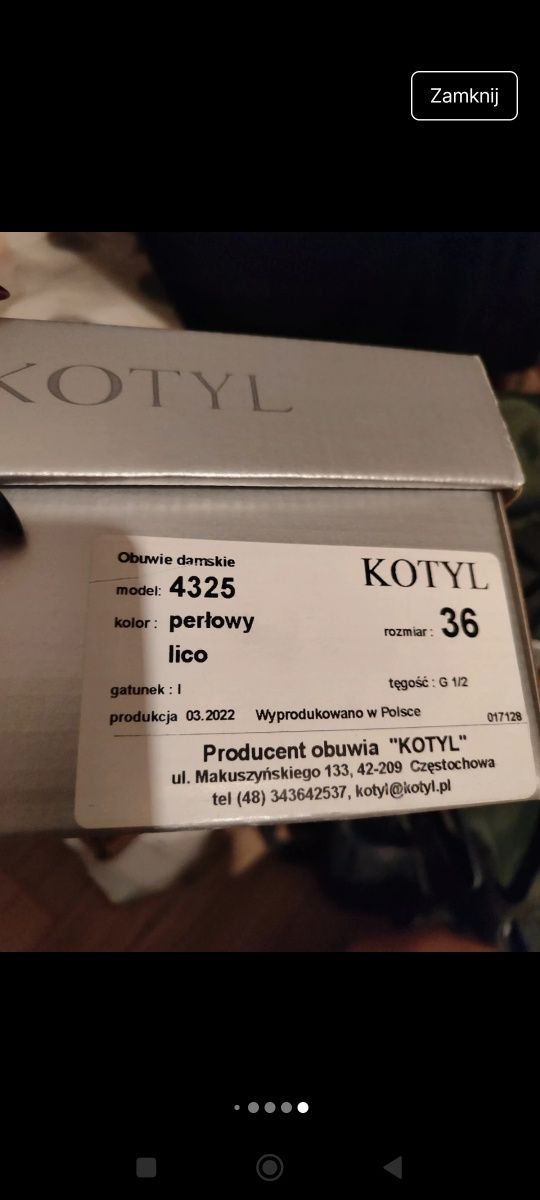 Zamknij
KOTYL
Obuwie damskie
KOTYL
model: 4325
kolor : perłowy
rozmiar : 36
lico
gatunek : I
tęgość : G 1/2
produkcja 03.2022 Wyprodukowano w Polsce 017128
Producent obuwia "KOTYL"
ul. Makuszyńskiego 133, 42-209 Częstochowa
tel (48) 343642537, kotyl@kotyl.pl